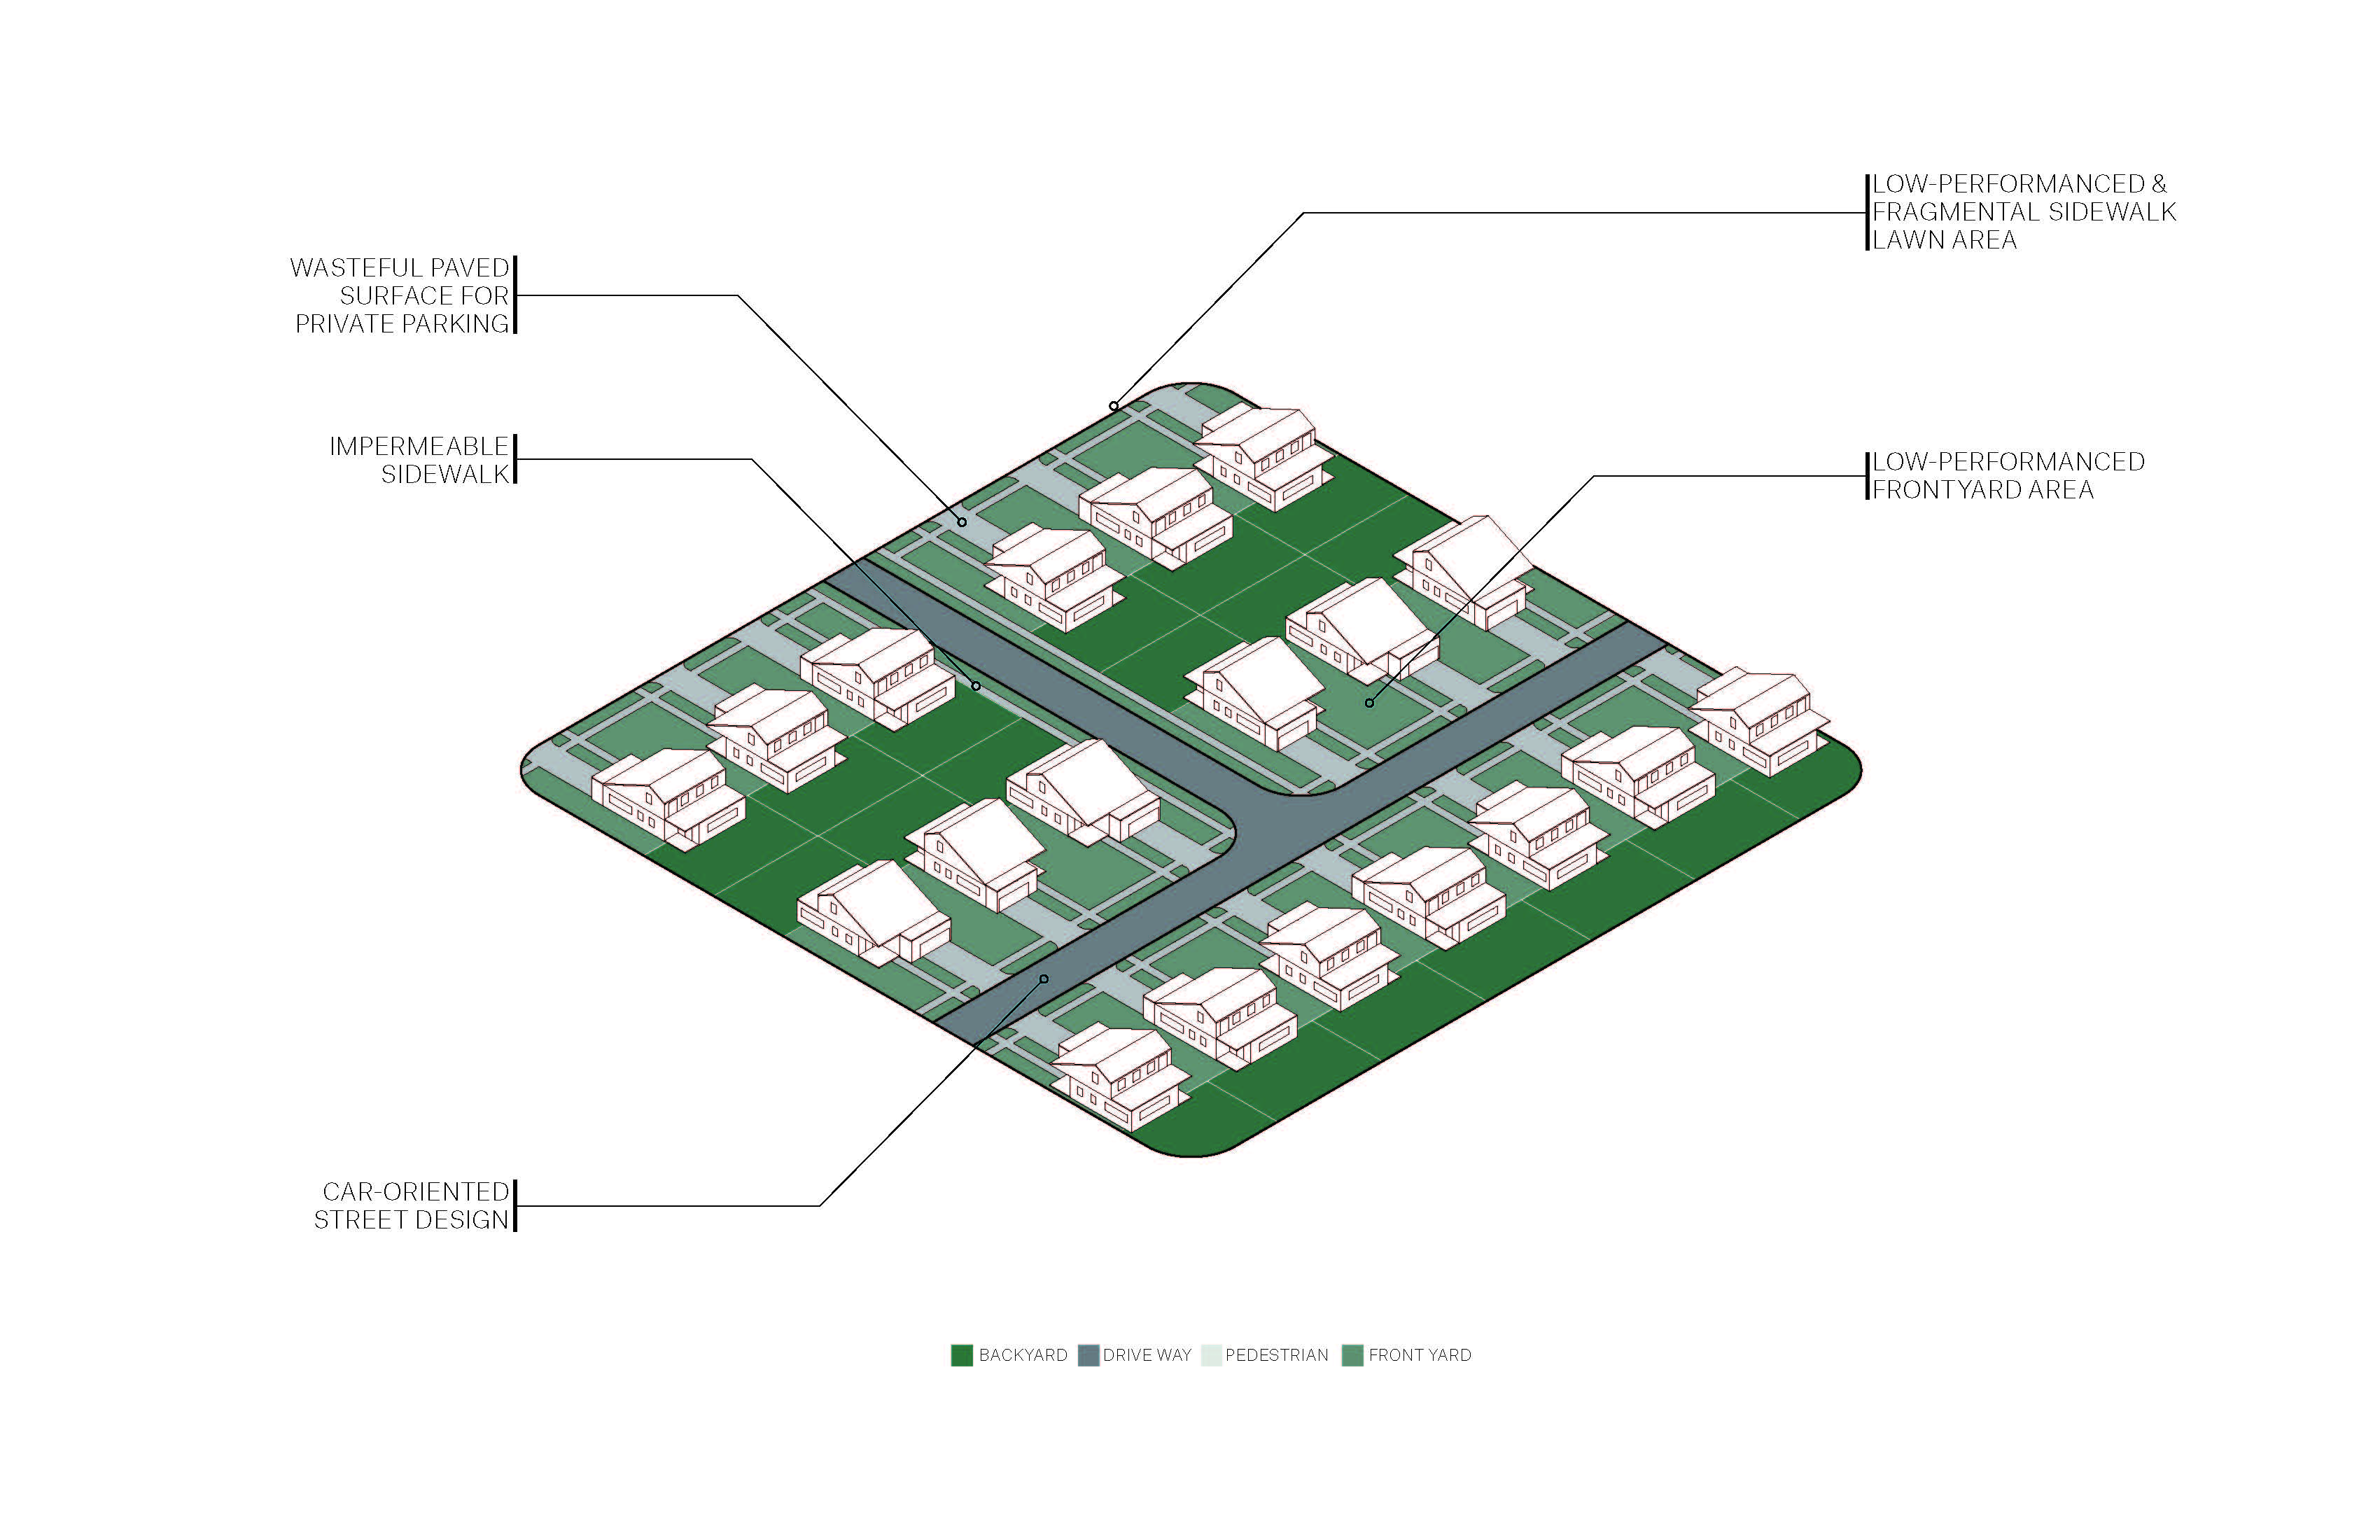 LOW-PERFORMANCED &
FRAGMENTAL SIDEWALK
LAWN AREA
WASTEFUL PAVED
SURFACE FOR
PRIVATE PARKING
IMPERMEABLE
SIDEWALK
LOW-PERFORMANCED
FRONTYARD AREA
CAR-ORIENTED
STREET DESIGN
BACKYARD DRIVE WAY PEDESTRIAN FRONT YARD